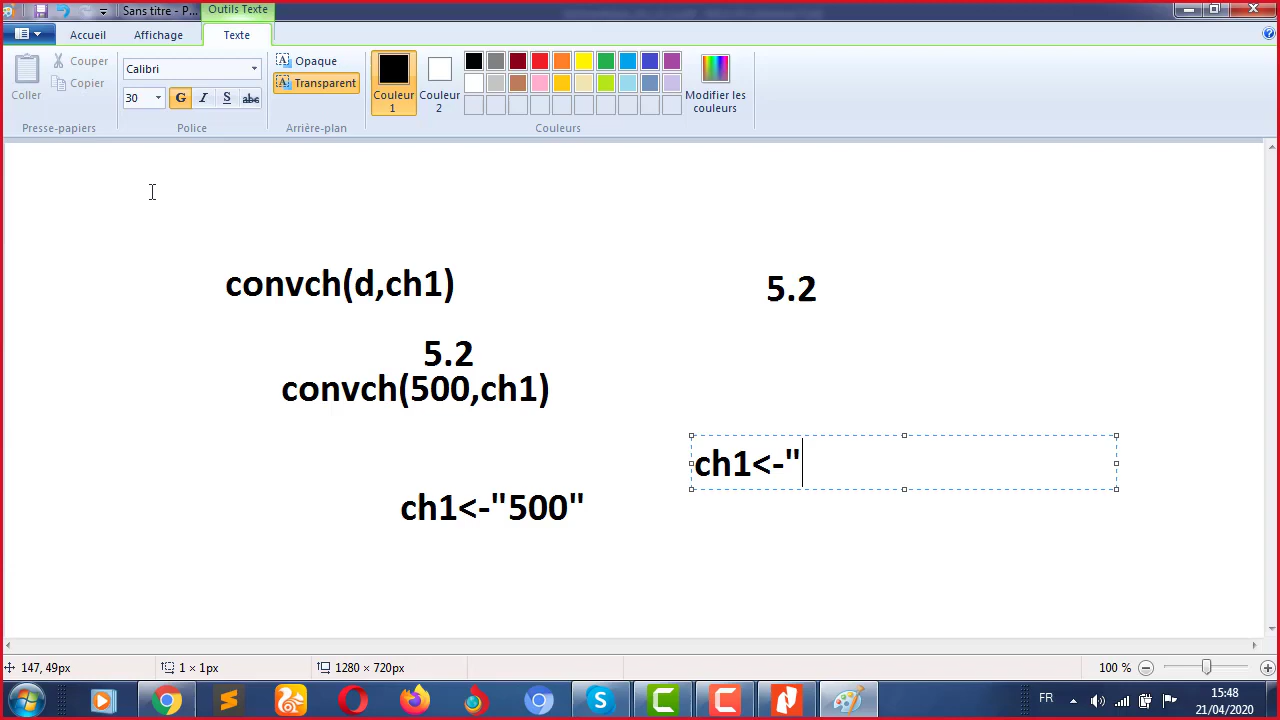 Sans titre - P...
Outils Texte
Accueil
Affichage
Texte
Coller
Couper
Copier
Presse-papiers
Calibri
30
G I S abc
Police
Opaque
Transparent
Arrière-plan
Couleur
1
Couleur
2
Modifier les
couleurs
Couleurs
convch(d,ch1)
5.2
5.2
convch(500,ch1)
ch1<-"
ch1<-"500"
147, 49px
1 × 1px
1280 × 720px
100 %
FR
15:48
21/04/2020